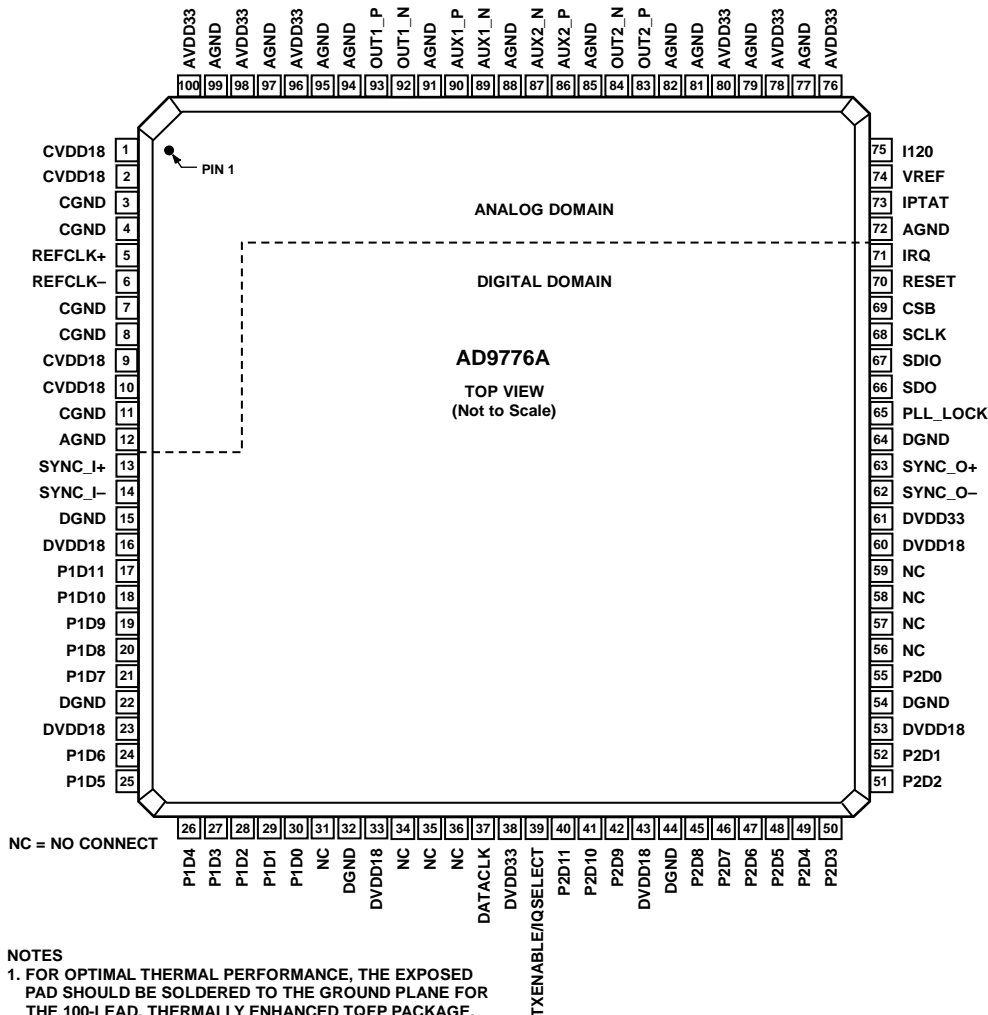 AVDD33
AGND
AVDD33
AGND
AVDD33
AGND
AGND
OUT1_P
OUT1_N
AGND
AUX1_P
AUX1_N
AGND
AUX2_N
AUX2_P
AGND
OUT2_N
OUT2_P
AGND
AGND
AVDD33
AGND
AVDD33
AGND
AVDD33
100 99 98 97 96 95 94 93 92 91 90 89 88 87 86 85 84 83 82 81 80 79 78 77 76
CVDD18 1
CVDD18 2
CGND 3
CGND 4
REFCLK+ 5
REFCLK– 6
CGND 7
CGND 8
CVDD18 9
CVDD18 10
CGND 11
AGND 12
SYNC_I+ 13
SYNC_I– 14
DGND 15
DVDD18 16
P1D11 17
P1D10 18
P1D9 19
P1D8 20
P1D7 21
DGND 22
DVDD18 23
P1D6 24
P1D5 25
PIN 1
ANALOG DOMAIN
DIGITAL DOMAIN
AD9776A
TOP VIEW
(Not to Scale)
75 I120
74 VREF
73 IPTAT
72 AGND
71 IRQ
70 RESET
69 CSB
68 SCLK
67 SDIO
66 SDO
65 PLL_LOCK
64 DGND
63 SYNC_O+
62 SYNC_O–
61 DVDD33
60 DVDD18
59 NC
58 NC
57 NC
56 NC
55 P2D0
54 DGND
53 DVDD18
52 P2D1
51 P2D2
26 27 28 29 30 31 32 33 34 35 36 37 38 39 40 41 42 43 44 45 46 47 48 49 50
P1D4
P1D3
P1D2
P1D1
P1D0
NC
DGND
DVDD18
NC
NC
NC
DATACLK
DVDD33
TXENABLE/IQSELECT
P2D11
P2D10
P2D9
DVDD18
DGND
P2D8
P2D7
P2D6
P2D5
P2D4
P2D3
NC = NO CONNECT
NOTES
1. FOR OPTIMAL THERMAL PERFORMANCE, THE EXPOSED
PAD SHOULD BE SOLDERED TO THE GROUND PLANE FOR
THE 100-LEAD, THERMALLY ENHANCED TQFP PACKAGE.